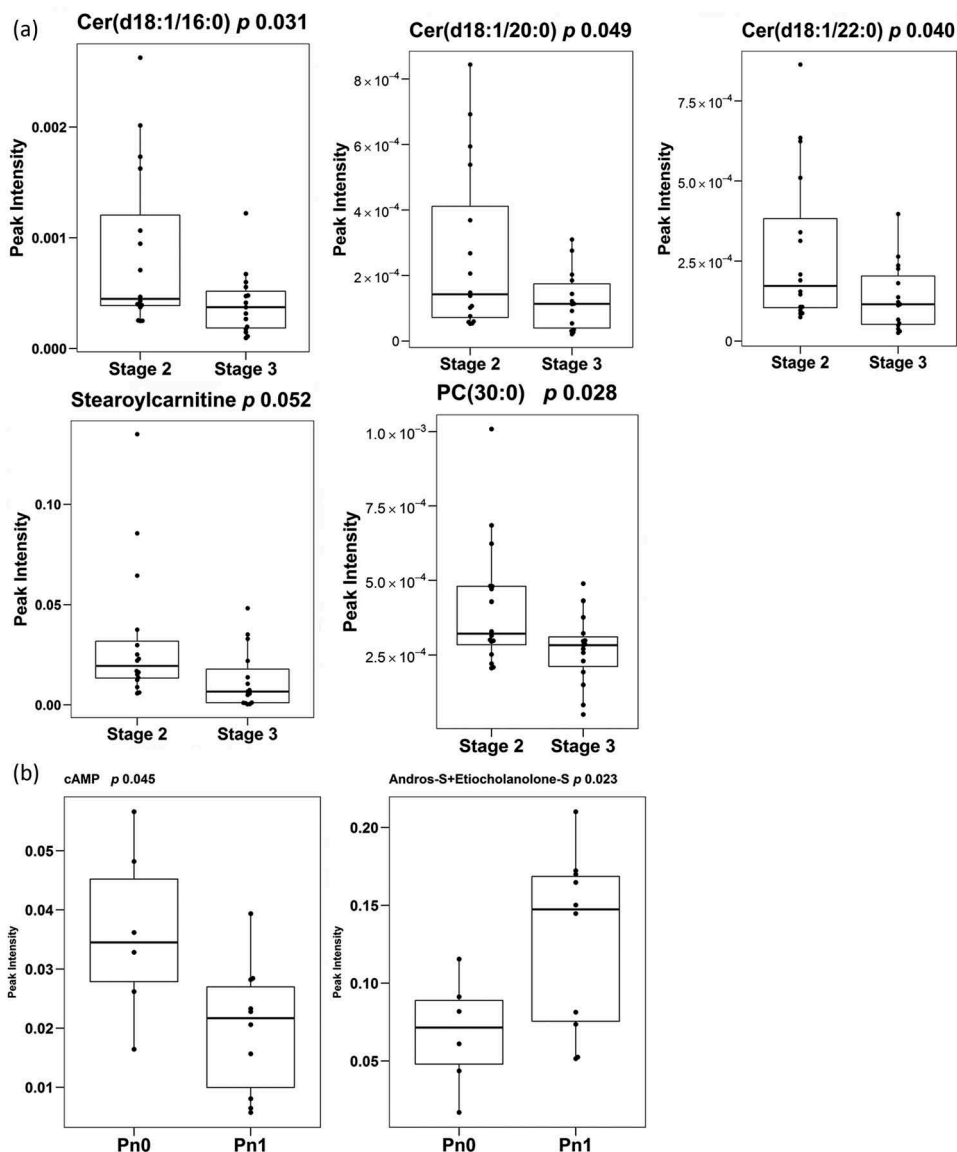 (a)
Cer(d18:1/16:0) p 0.031
Peak Intensity
0.002
0.001
0.000
Stage 2 Stage 3
Cer(d18:1/20:0) p 0.049
Peak Intensity
8 × 10⁻⁴
6 × 10⁻⁴
4 × 10⁻⁴
2 × 10⁻⁴
0
Stage 2 Stage 3
Cer(d18:1/22:0) p 0.040
Peak Intensity
7.5 × 10⁻⁴
5.0 × 10⁻⁴
2.5 × 10⁻⁴
0
Stage 2 Stage 3
Stearoylcarnitine p 0.052
Peak Intensity
0.10
0.05
0.00
Stage 2 Stage 3
PC(30:0) p 0.028
Peak Intensity
1.0 × 10⁻³
7.5 × 10⁻⁴
5.0 × 10⁻⁴
2.5 × 10⁻⁴
Stage 2 Stage 3
(b)
cAMP p 0.045
Peak Intensity
0.05
0.04
0.03
0.02
0.01
Pn0 Pn1
Andros-S+Etiocholanolone-S p 0.023
Peak Intensity
0.20
0.15
0.10
0.05
Pn0 Pn1